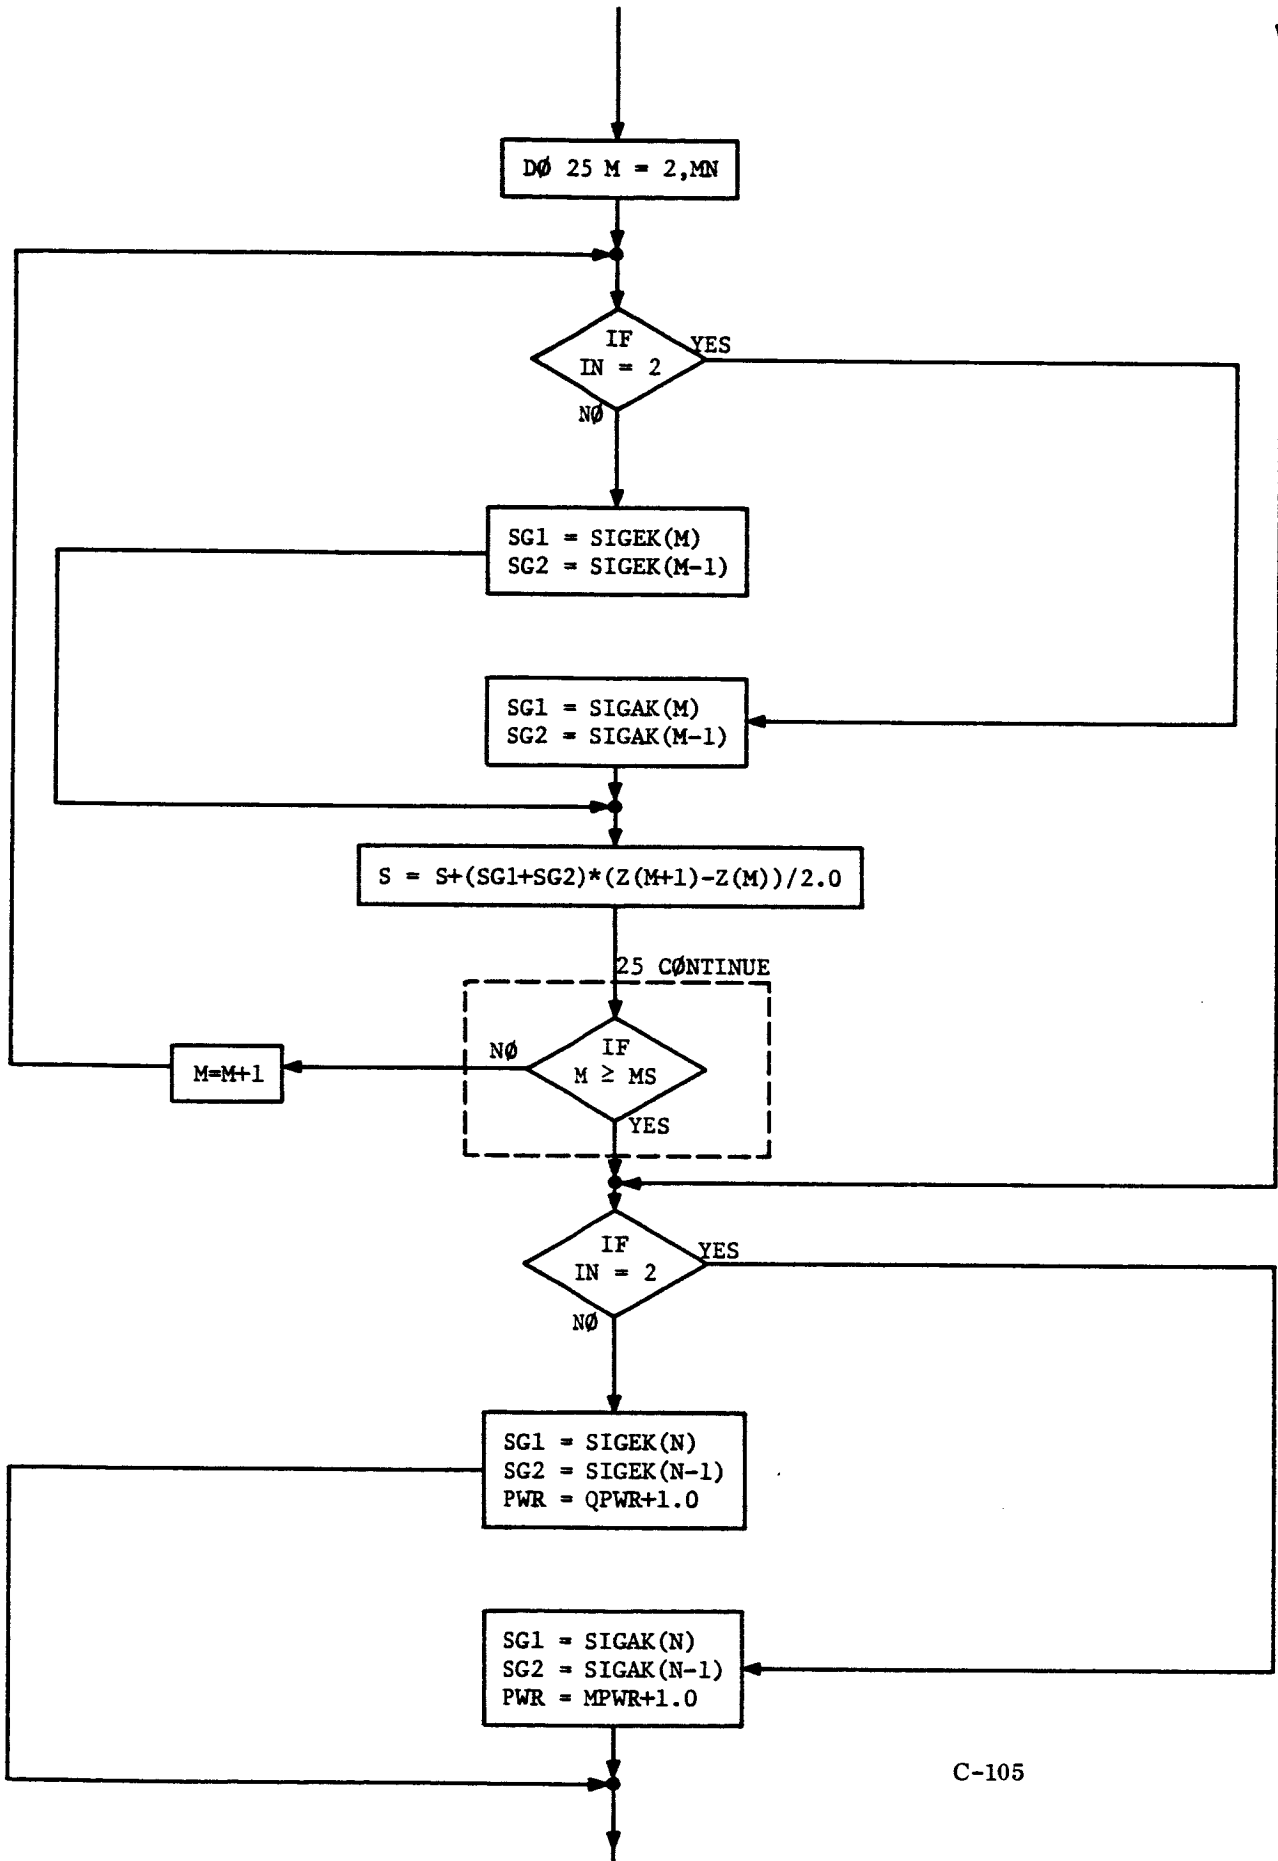 DØ 25 M = 2,MN
IF
IN = 2
YES
NØ
SG1 = SIGEK(M)
SG2 = SIGEK(M-1)
SG1 = SIGAK(M)
SG2 = SIGAK(M-1)
S = S+(SG1+SG2)*(Z(M+1)-Z(M))/2.0
25 CØNTINUE
IF
M ≥ MS
NØ
M=M+1
YES
IF
IN = 2
YES
NØ
SG1 = SIGEK(N)
SG2 = SIGEK(N-1)
PWR = QPWR+1.0
SG1 = SIGAK(N)
SG2 = SIGAK(N-1)
PWR = MPWR+1.0
C-105